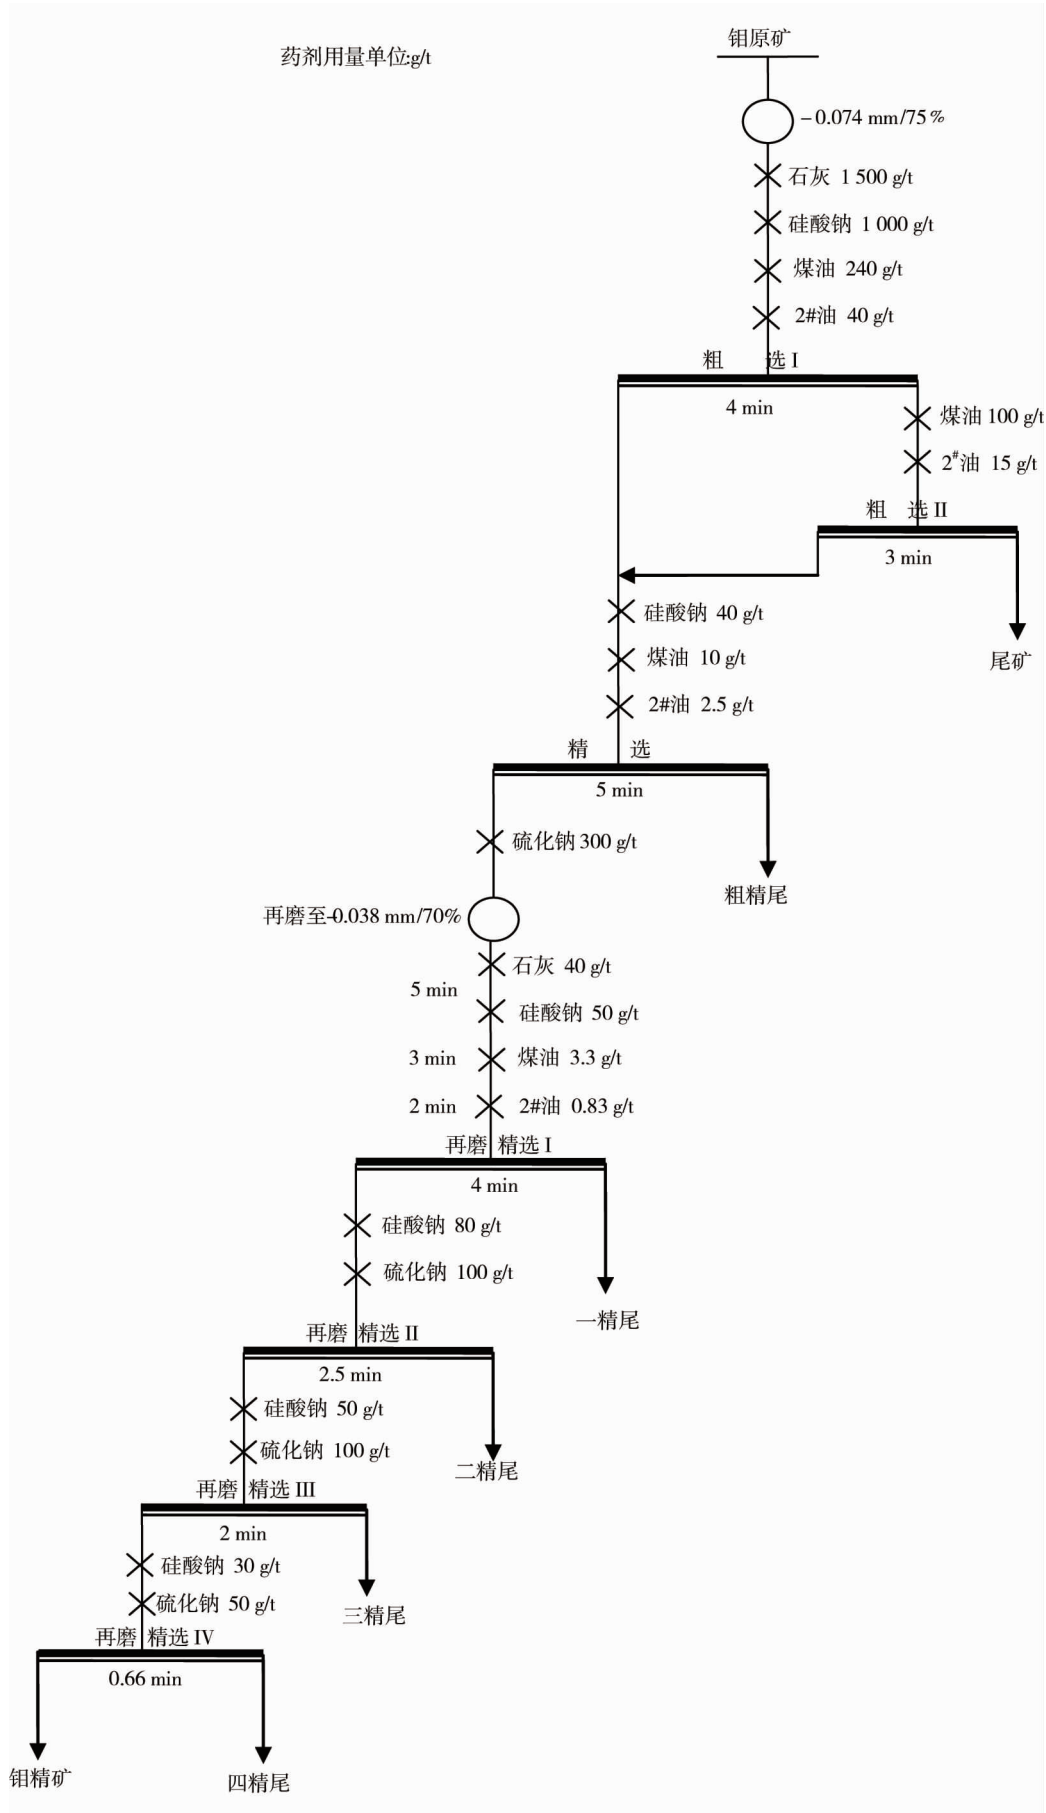 钼原矿
药剂用量单位:g/t
-0.074 mm/75%
石灰 1 500 g/t
硅酸钠 1 000 g/t
煤油 240 g/t
2#油 40 g/t
粗 选 I
4 min
煤油 100 g/t
2#油 15 g/t
粗 选 II
3 min
尾矿
硅酸钠 40 g/t
煤油 10 g/t
2#油 2.5 g/t
精 选
5 min
硫化钠 300 g/t
粗精尾
再磨至-0.038 mm/70%
石灰 40 g/t
5 min
硅酸钠 50 g/t
3 min 煤油 3.3 g/t
2 min 2#油 0.83 g/t
再磨 精选 I
4 min
硅酸钠 80 g/t
硫化钠 100 g/t
一精尾
再磨 精选 II
2.5 min
硅酸钠 50 g/t
硫化钠 100 g/t
二精尾
再磨 精选 III
2 min
硅酸钠 30 g/t
硫化钠 50 g/t
三精尾
再磨 精选 IV
0.66 min
钼精矿
四精尾